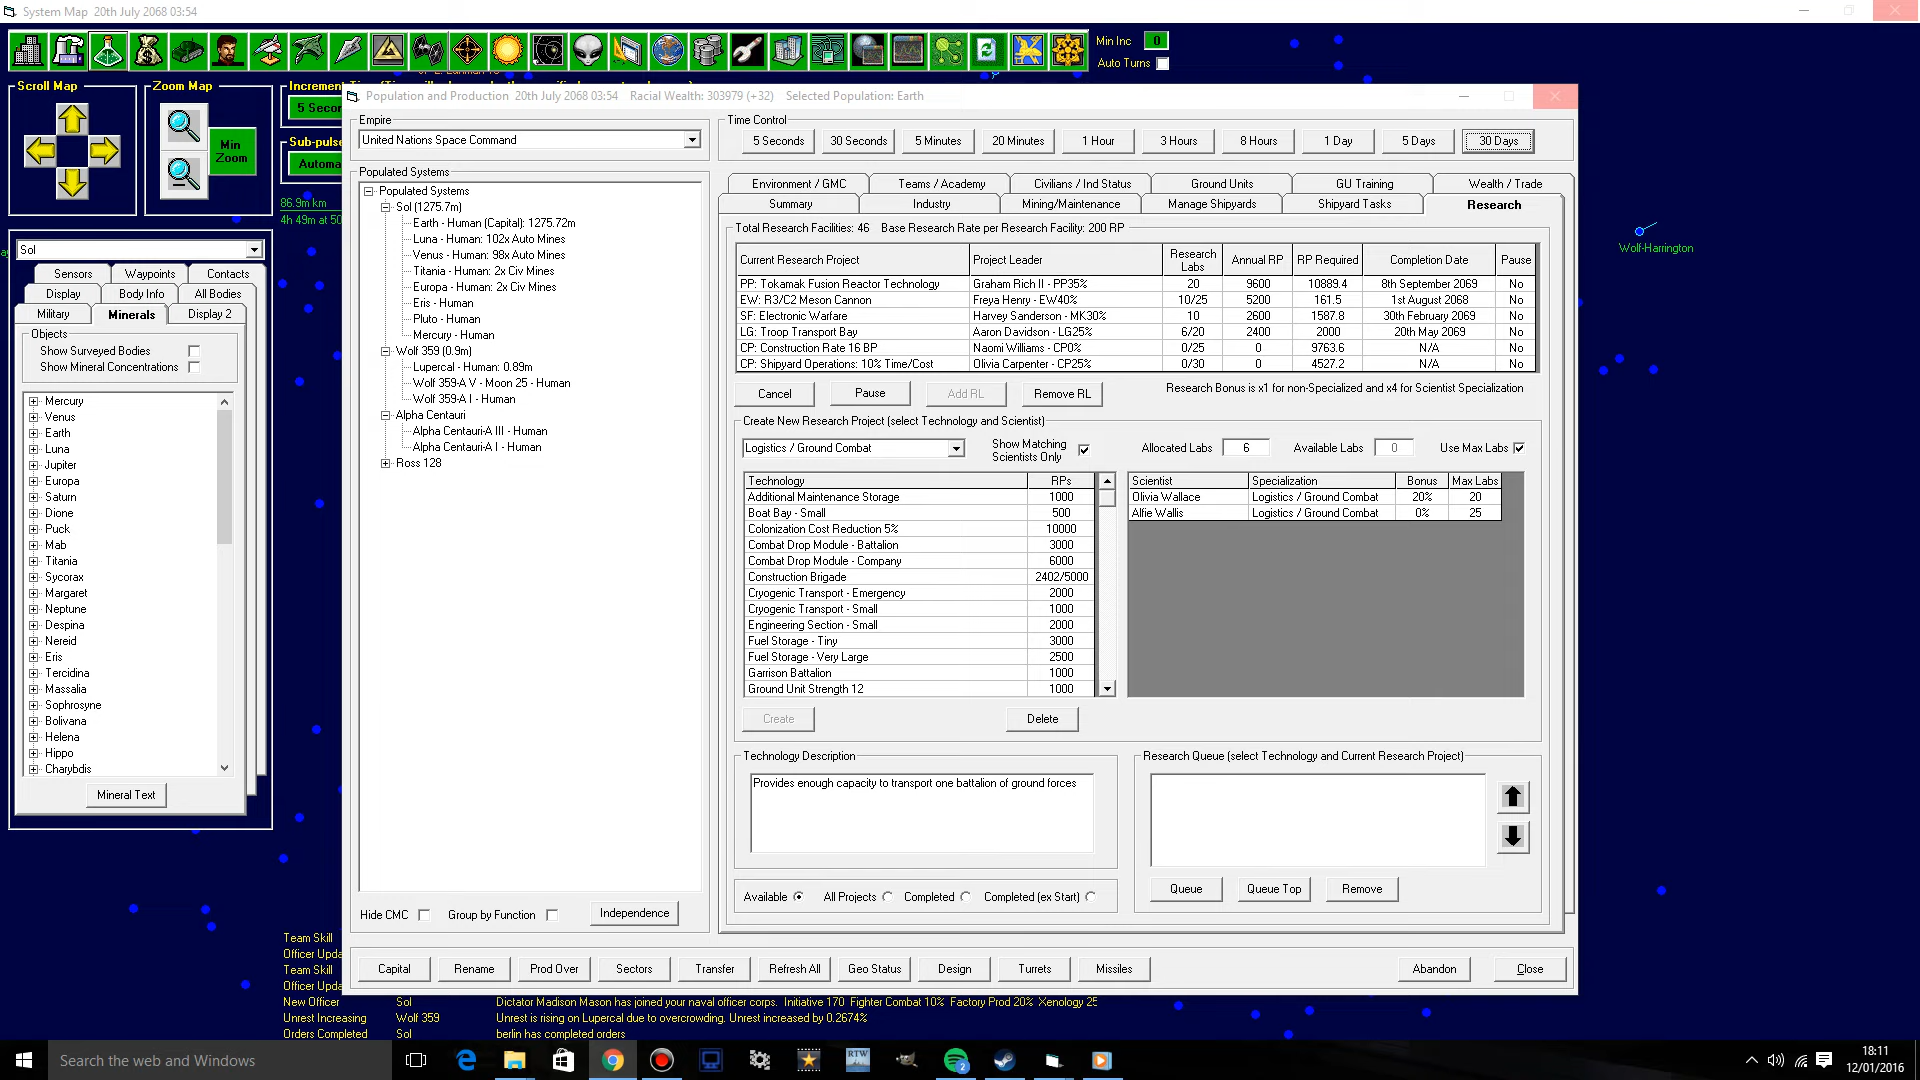 System Map  20th July 2068 03:54
Min Inc 0
Auto Turns
Scroll Map
Zoom Map
Min Zoom
5 Secon
Sub-pulse
Automa
86.9m km
4h 49m at 50
Population and Production  20th July 2068 03:54  Racial Wealth: 303979 (+32)  Selected Population: Earth
Empire
United Nations Space Command
Time Control
5 Seconds 30 Seconds 5 Minutes 20 Minutes 1 Hour 3 Hours 8 Hours 1 Day 5 Days 30 Days
Environment / GMC Teams / Academy Civilians / Ind Status Ground Units GU Training Wealth / Trade
Summary Industry Mining/Maintenance Manage Shipyards Shipyard Tasks Research
Populated Systems
Populated Systems
Sol (1275.7m)
Earth - Human (Capital): 1275.72m
Luna - Human: 102x Auto Mines
Venus - Human: 98x Auto Mines
Titania - Human: 2x Civ Mines
Europa - Human: 2x Civ Mines
Eris - Human
Pluto - Human
Mercury - Human
Wolf 359 (0.9m)
Lupercal - Human: 0.89m
Wolf 359-A V - Moon 25 - Human
Wolf 359-A I - Human
Alpha Centauri
Alpha Centauri-A III - Human
Alpha Centauri-A I - Human
Ross 128
Hide CMC Group by Function Independence
Total Research Facilities: 46  Base Research Rate per Research Facility: 200 RP
Current Research Project Project Leader Research Labs Annual RP RP Required Completion Date Pause
PP: Tokamak Fusion Reactor Technology Graham Rich II - PP35% 20 9600 10889.4 8th September 2069 No
EW: R3/C2 Meson Cannon Freya Henry - EW40% 10/25 5200 161.5 1st August 2068 No
SF: Electronic Warfare Harvey Sanderson - MK30% 10 2600 1587.8 30th February 2069 No
LG: Troop Transport Bay Aaron Davidson - LG25% 6/20 2400 2000 20th May 2069 No
CP: Construction Rate 16 BP Naomi Williams - CP0% 0/25 0 9763.6 N/A No
CP: Shipyard Operations: 10% Time/Cost Olivia Carpenter - CP25% 0/30 0 4527.2 N/A No
Cancel Pause Add RL Remove RL Research Bonus is x1 for non-Specialized and x4 for Scientist Specialization
Create New Research Project (select Technology and Scientist)
Logistics / Ground Combat Show Matching Scientists Only Allocated Labs 6 Available Labs 0 Use Max Labs
Technology RPs
Additional Maintenance Storage 1000
Boat Bay - Small 500
Colonization Cost Reduction 5% 10000
Combat Drop Module - Battalion 3000
Combat Drop Module - Company 6000
Construction Brigade 2402/5000
Cryogenic Transport - Emergency 2000
Cryogenic Transport - Small 1000
Engineering Section - Small 2000
Fuel Storage - Tiny 3000
Fuel Storage - Very Large 2500
Garrison Battalion 1000
Ground Unit Strength 12 1000
Scientist Specialization Bonus Max Labs
Olivia Wallace Logistics / Ground Combat 20% 20
Alfie Wallis Logistics / Ground Combat 0% 25
Create Delete
Technology Description
Provides enough capacity to transport one battalion of ground forces
Research Queue (select Technology and Current Research Project)
Queue Queue Top Remove
Available All Projects Completed Completed (ex Start)
Capital Rename Prod Over Sectors Transfer Refresh All Geo Status Design Turrets Missiles Abandon Close
Sol
Sensors Waypoints Contacts
Display Body Info All Bodies
Military Minerals Display 2
Objects
Show Surveyed Bodies
Show Mineral Concentrations
Mercury
Venus
Earth
Luna
Jupiter
Europa
Saturn
Dione
Puck
Mab
Titania
Sycorax
Margaret
Neptune
Despina
Nereid
Eris
Tercidina
Massalia
Sophrosyne
Bolivana
Helena
Hippo
Charybdis
Mineral Text
Wolf-Harrington
Team Skill
Officer Upda
Team Skill
Officer Upda
New Officer Sol Dictator Madison Mason has joined your naval officer corps.  Initiative 170  Fighter Combat 10%  Factory Prod 20%  Xenology 25
Unrest Increasing Wolf 359 Unrest is rising on Lupercal due to overcrowding. Unrest increased by 0.2674%
Orders Completed Sol berlin has completed orders
Search the web and Windows
RTW
2
18:11
12/01/2016